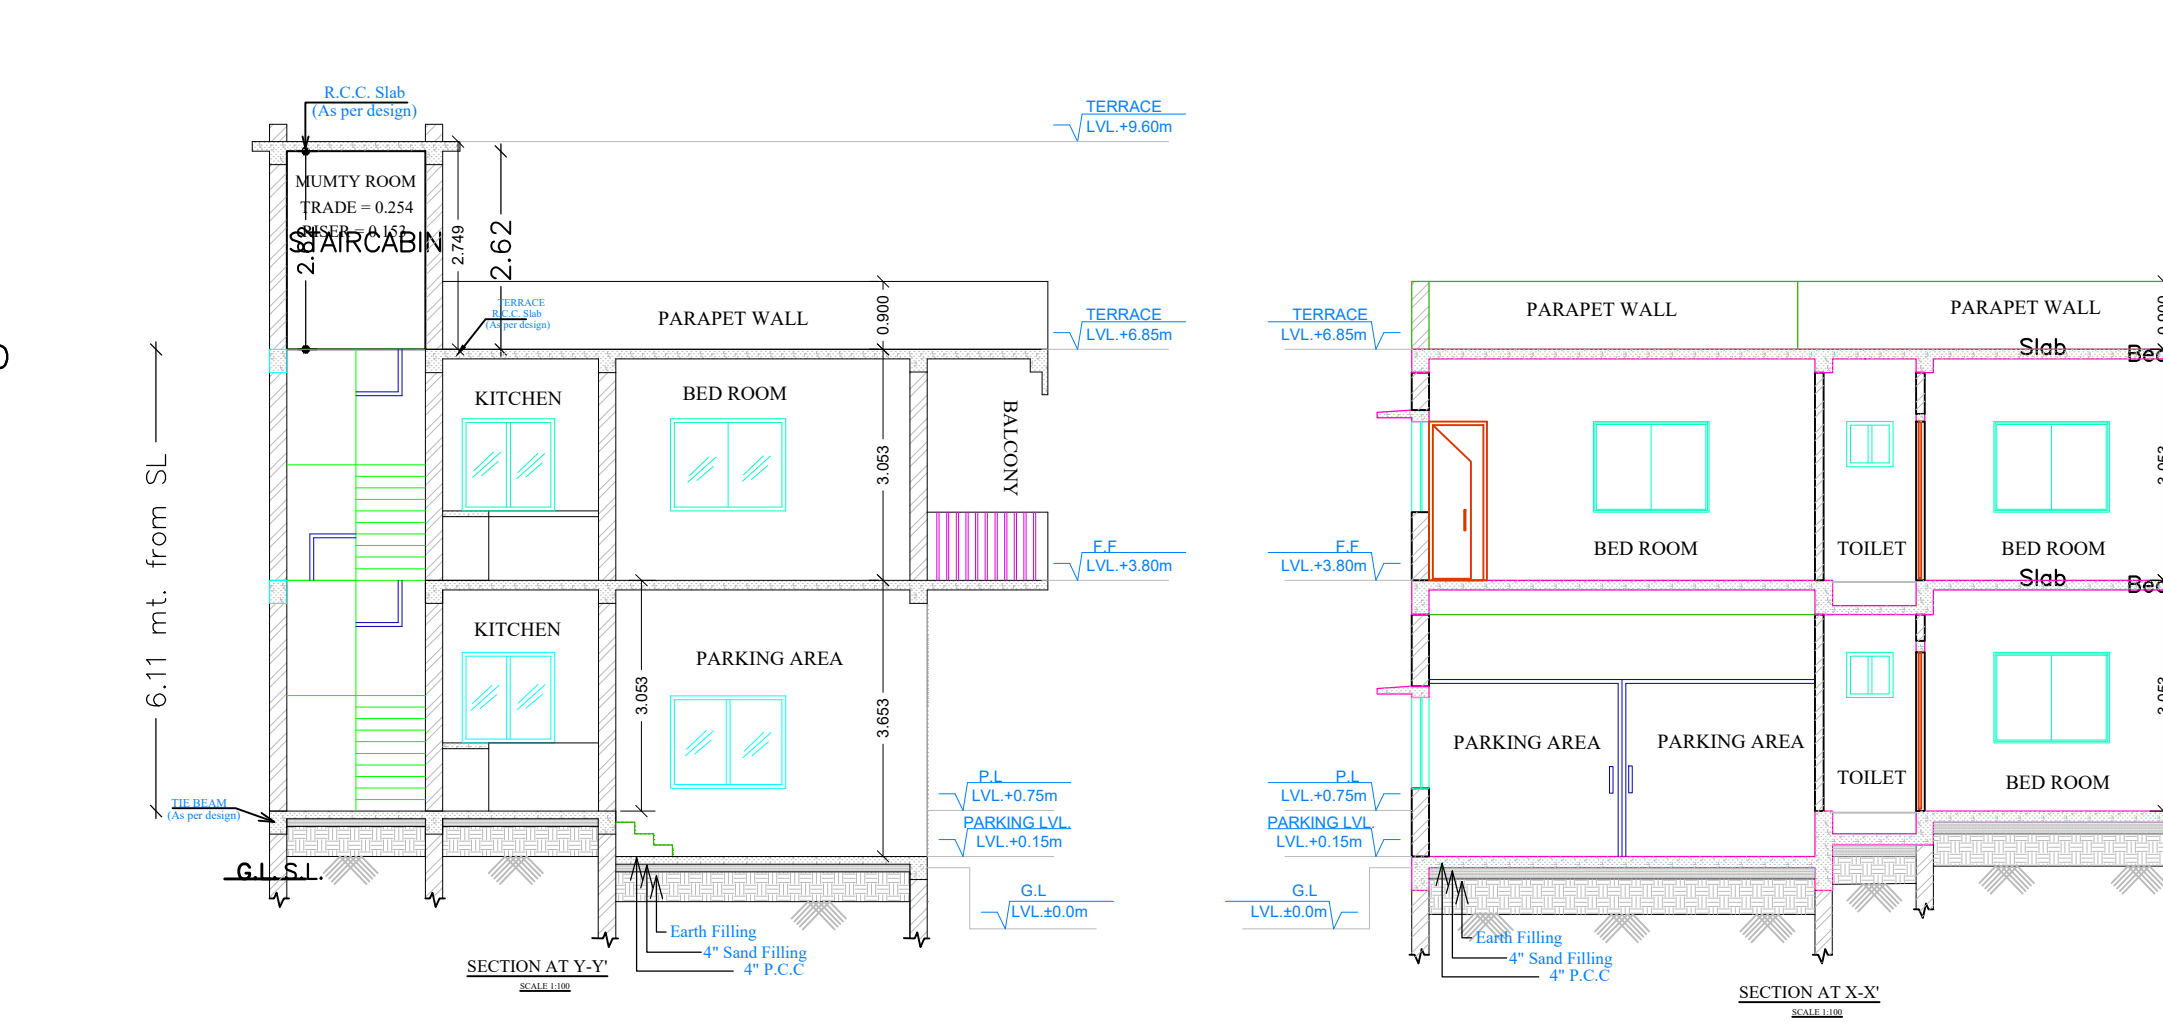 R.C.C. Slab
(As per design)
MUMTY ROOM
TRADE = 0.254
RISER = 0.153
STAIRCABIN
2.749
2.62
TERRACE
R.C.C. Slab
(As per design)
PARAPET WALL
0.900
TERRACE
LVL.+9.60m
TERRACE
LVL.+6.85m
KITCHEN
BED ROOM
BALCONY
3.053
F.F
LVL.+3.80m
6.11 mt. from SL
KITCHEN
PARKING AREA
3.053
3.653
P.L
LVL.+0.75m
PARKING LVL.
LVL.+0.15m
G.L
LVL.±0.0m
TIE BEAM
(As per design)
G.L.
S.L.
Earth Filling
4" Sand Filling
4" P.C.C
SECTION AT Y-Y'
SCALE 1:100
TERRACE
LVL.+6.85m
PARAPET WALL
PARAPET WALL
Slab
F.F
LVL.+3.80m
BED ROOM
TOILET
BED ROOM
Slab
PARKING AREA
PARKING AREA
TOILET
BED ROOM
P.L
LVL.+0.75m
PARKING LVL.
LVL.+0.15m
G.L
LVL.±0.0m
Earth Filling
4" Sand Filling
4" P.C.C
SECTION AT X-X'
SCALE 1:100